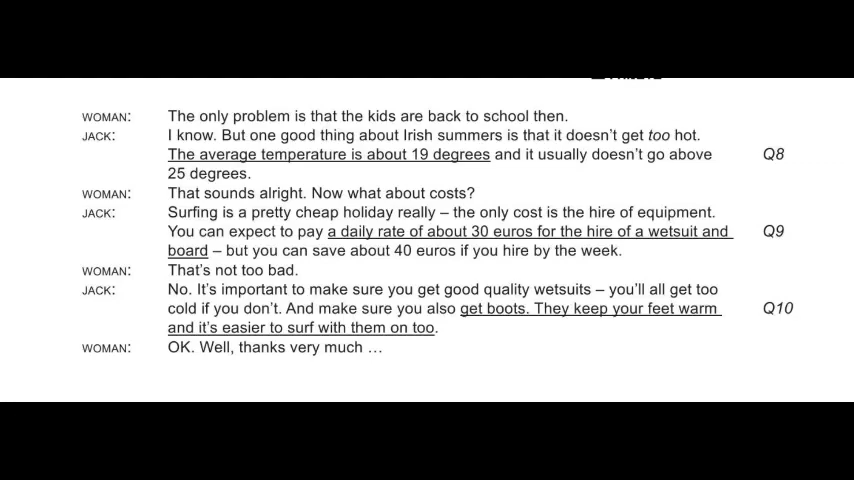 WOMAN: The only problem is that the kids are back to school then.
JACK: I know. But one good thing about Irish summers is that it doesn't get too hot.
The average temperature is about 19 degrees and it usually doesn't go above Q8
25 degrees.
WOMAN: That sounds alright. Now what about costs?
JACK: Surfing is a pretty cheap holiday really – the only cost is the hire of equipment.
You can expect to pay a daily rate of about 30 euros for the hire of a wetsuit and Q9
board – but you can save about 40 euros if you hire by the week.
WOMAN: That's not too bad.
JACK: No. It's important to make sure you get good quality wetsuits – you'll all get too
cold if you don't. And make sure you also get boots. They keep your feet warm Q10
and it's easier to surf with them on too.
WOMAN: OK. Well, thanks very much …